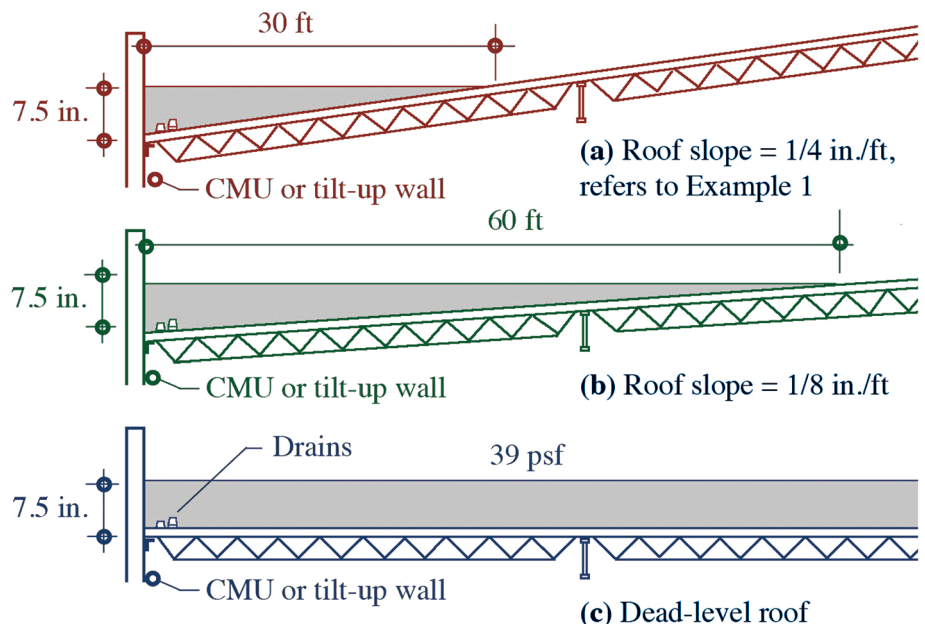 30 ft
7.5 in.
(a) Roof slope = 1/4 in./ft,
refers to Example 1
CMU or tilt-up wall
60 ft
7.5 in.
CMU or tilt-up wall
(b) Roof slope = 1/8 in./ft
Drains
39 psf
7.5 in.
CMU or tilt-up wall
(c) Dead-level roof